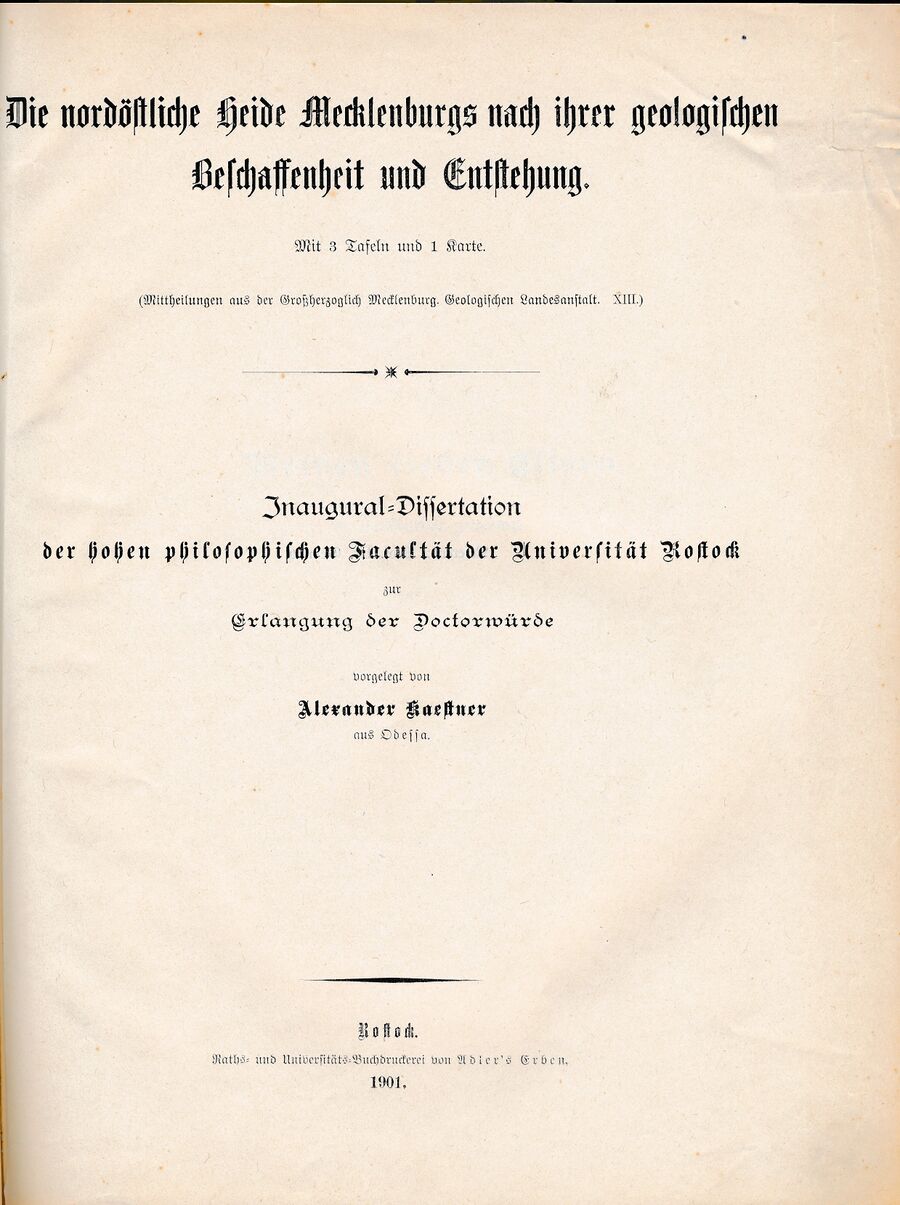 Die nordöstliche Heide Mecklenburgs nach ihrer geologischen
Beschaffenheit und Entstehung.
Mit 3 Tafeln und 1 Karte.
(Mittheilungen aus der Großherzoglich Mecklenburg. Geologischen Landesanstalt. XIII.)
Inaugural-Dissertation
der hohen philosophischen Facultät der Universität Rostock
zur
Erlangung der Doctorwürde
vorgelegt von
Alexander Kaestner
aus Odessa.
Rostock.
Raths- und Universitäts-Buchdruckerei von Adler's Erben.
1901.